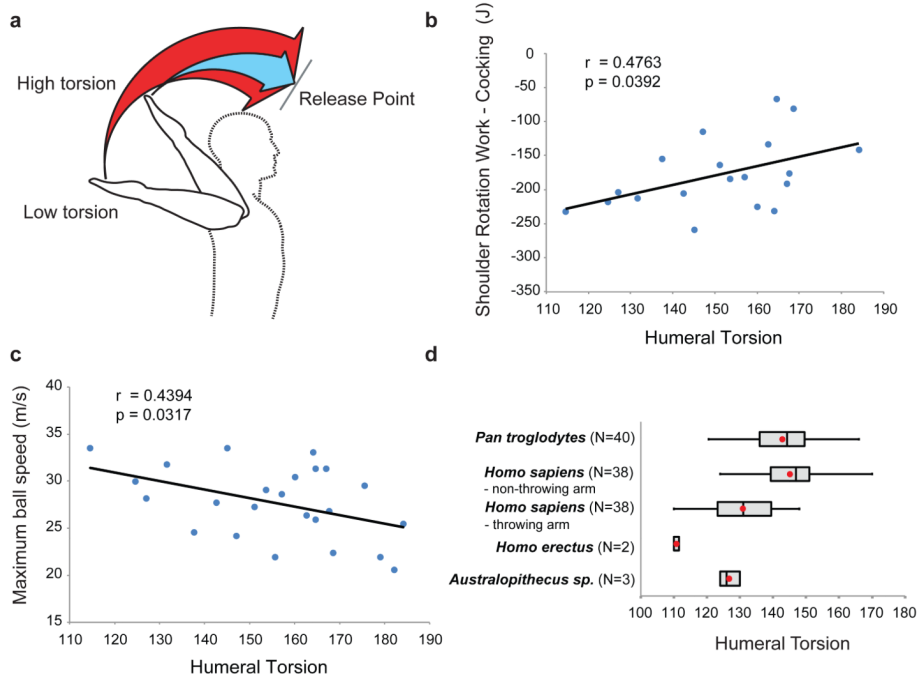 a
High torsion
Release Point
Low torsion
b
Shoulder Rotation Work - Cocking (J)
r = 0.4763
p = 0.0392
0
-50
-100
-150
-200
-250
-300
-350
110 120 130 140 150 160 170 180 190
Humeral Torsion
c
Maximum ball speed (m/s)
r = 0.4394
p = 0.0317
40
35
30
25
20
15
110 120 130 140 150 160 170 180 190
Humeral Torsion
d
Pan troglodytes (N=40)
Homo sapiens (N=38)
- non-throwing arm
Homo sapiens (N=38)
- throwing arm
Homo erectus (N=2)
Australopithecus sp. (N=3)
100 110 120 130 140 150 160 170 180
Humeral Torsion